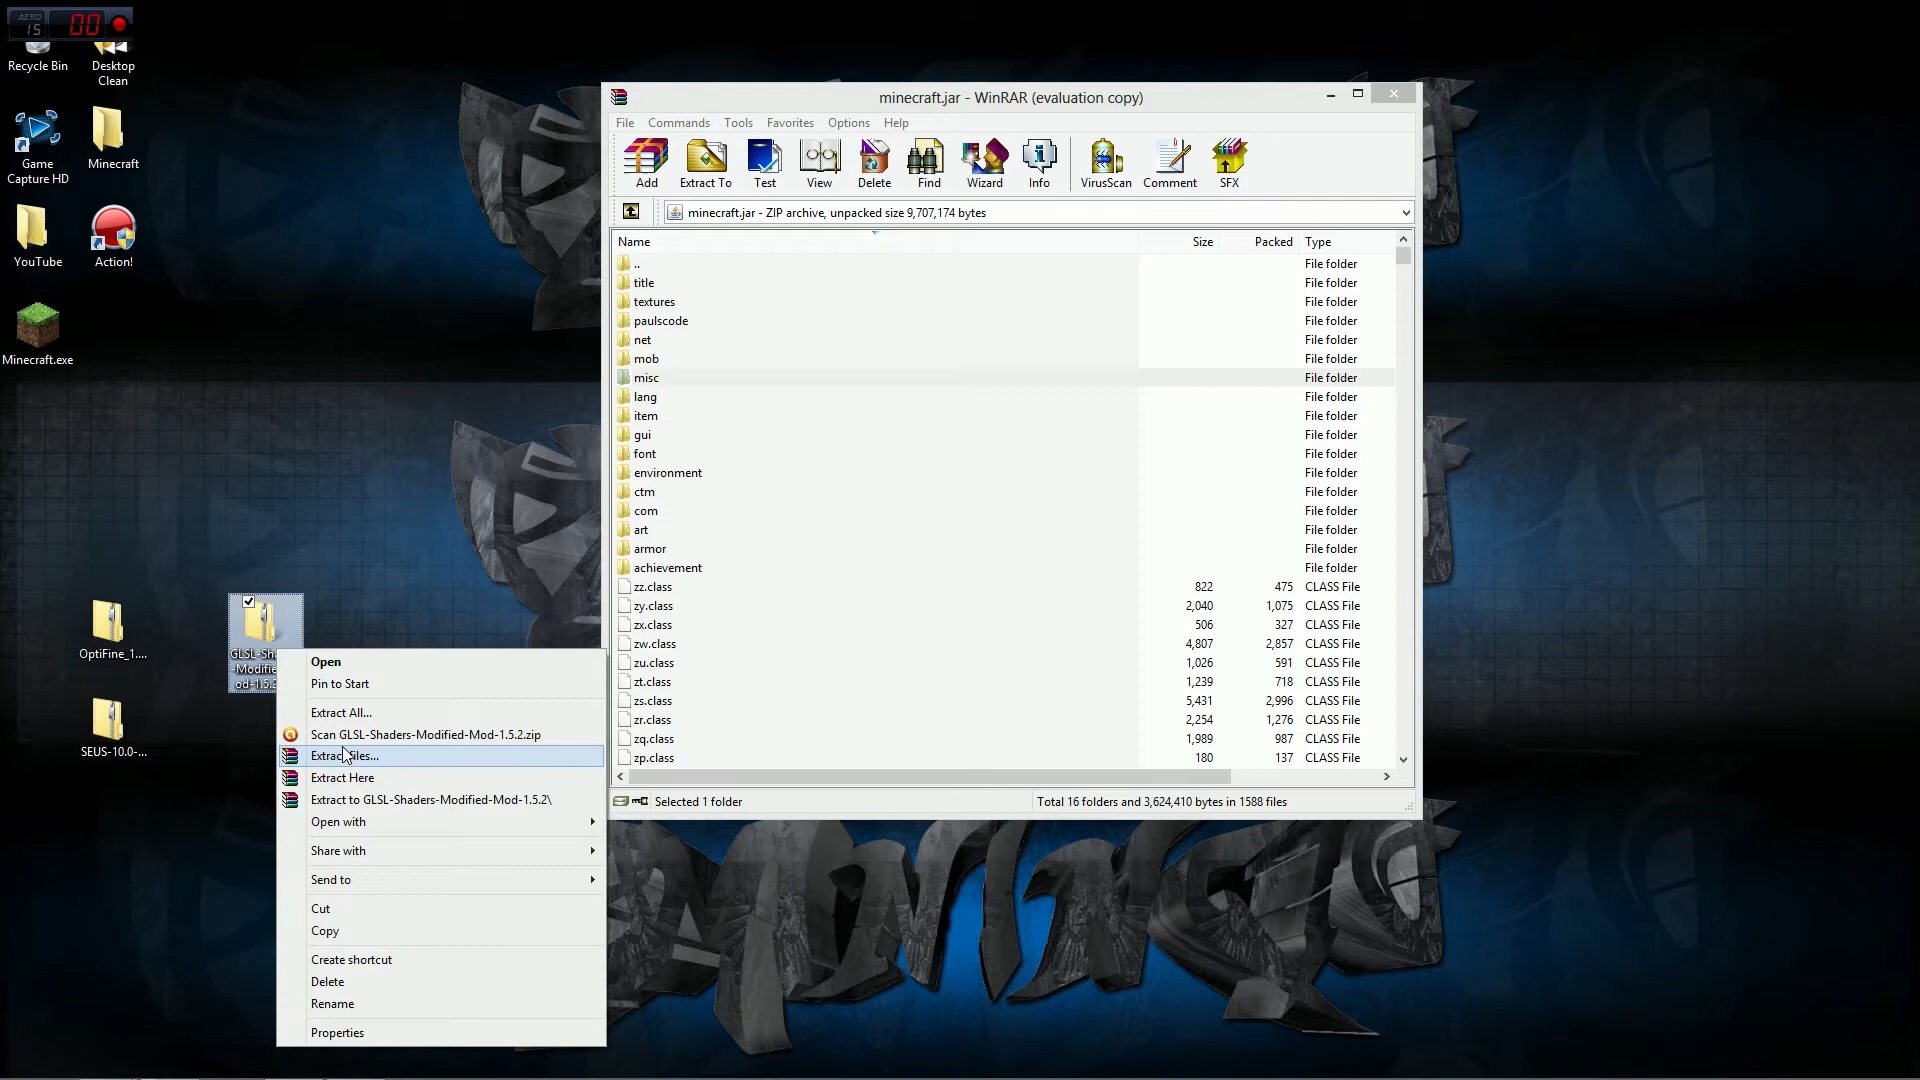 AERO
15
00
Recycle Bin
Desktop
Clean
Game
Capture HD
Minecraft
YouTube
Action!
Minecraft.exe
OptiFine_1....
GLSL-Sh
-Modifie
od-1.5.2
SEUS-10.0-...
minecraft.jar - WinRAR (evaluation copy)
File Commands Tools Favorites Options Help
Add Extract To Test View Delete Find Wizard Info VirusScan Comment SFX
minecraft.jar - ZIP archive, unpacked size 9,707,174 bytes
Name Size Packed Type
.. File folder
title File folder
textures File folder
paulscode File folder
net File folder
mob File folder
misc File folder
lang File folder
item File folder
gui File folder
font File folder
environment File folder
ctm File folder
com File folder
art File folder
armor File folder
achievement File folder
zz.class 822 475 CLASS File
zy.class 2,040 1,075 CLASS File
zx.class 506 327 CLASS File
zw.class 4,807 2,857 CLASS File
zu.class 1,026 591 CLASS File
zt.class 1,239 718 CLASS File
zs.class 5,431 2,996 CLASS File
zr.class 2,254 1,276 CLASS File
zq.class 1,989 987 CLASS File
zp.class 180 137 CLASS File
Selected 1 folder
Total 16 folders and 3,624,410 bytes in 1588 files
Open
Pin to Start
Extract All...
Scan GLSL-Shaders-Modified-Mod-1.5.2.zip
Extract files...
Extract Here
Extract to GLSL-Shaders-Modified-Mod-1.5.2\
Open with
Share with
Send to
Cut
Copy
Create shortcut
Delete
Rename
Properties